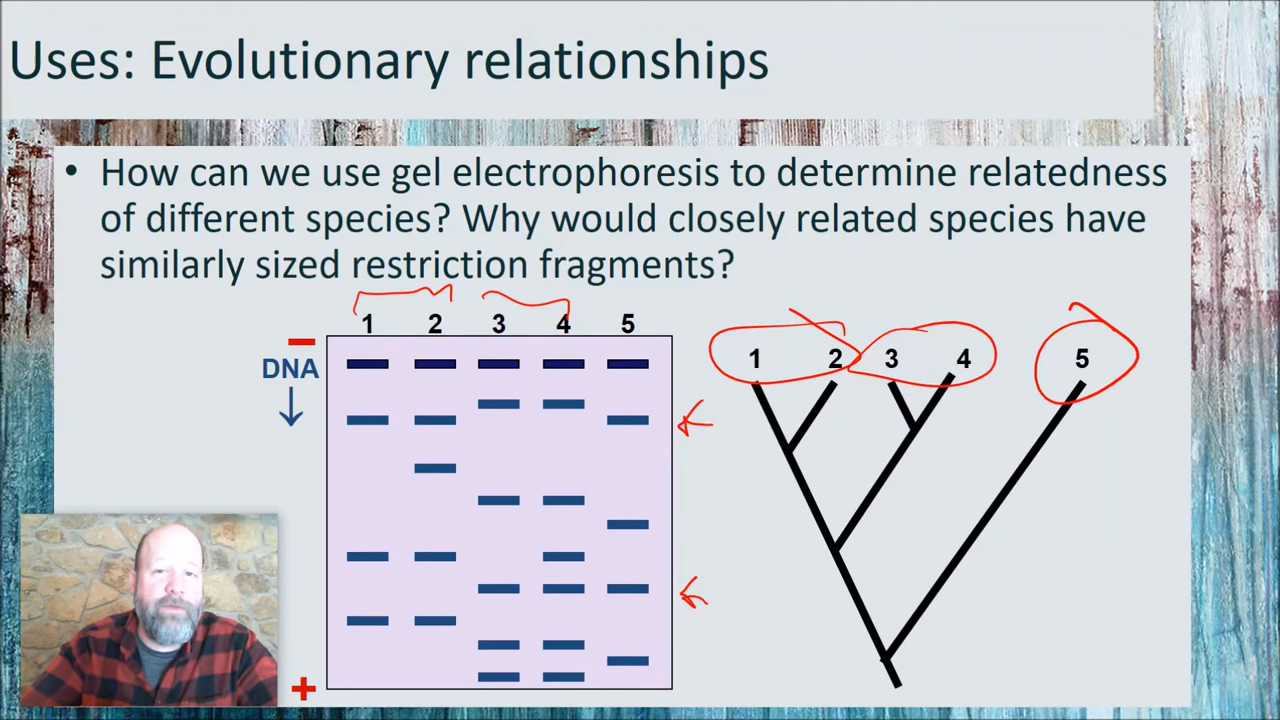 Uses: Evolutionary relationships
• How can we use gel electrophoresis to determine relatedness
of different species? Why would closely related species have
similarly sized restriction fragments?
1 2 3 4 5
–
DNA
↓
+
1 2 3 4 5